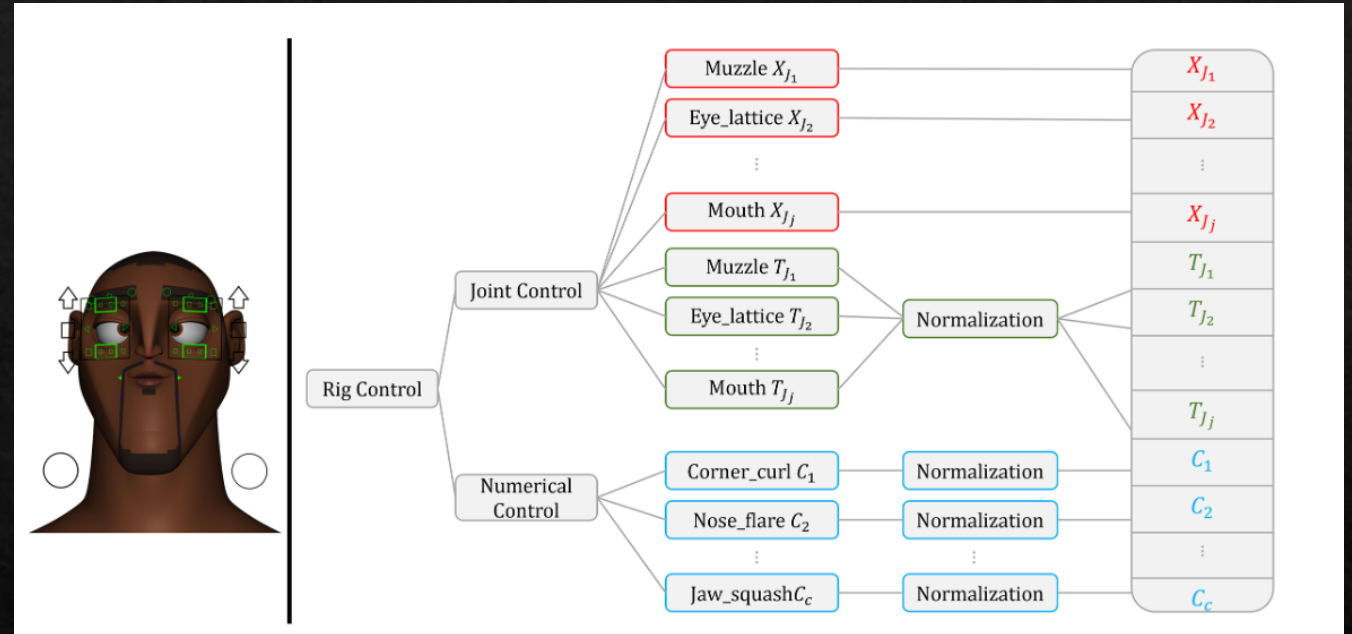 Muzzle X_{J_1}
Eye_lattice X_{J_2}
⋮
Mouth X_{J_j}
Muzzle T_{J_1}
Eye_lattice T_{J_2}
⋮
Mouth T_{J_j}
Joint Control
Normalization
Rig Control
Numerical
Control
Corner_curl C_1
Normalization
Nose_flare C_2
Normalization
⋮
⋮
Jaw_squashC_c
Normalization
X_{J_1}
X_{J_2}
⋮
X_{J_j}
T_{J_1}
T_{J_2}
⋮
T_{J_j}
C_1
C_2
⋮
C_c